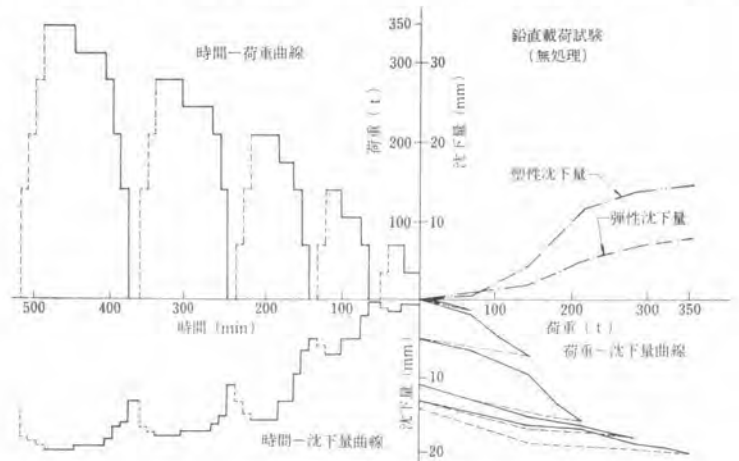 350
300
200
100
荷重 (t)
30
20
10
沈下量 (mm)
時間－荷重曲線
鉛直載荷試験
(無処理)
塑性沈下量
弾性沈下量
500
400
300
200
100
時間 (min)
100
200
300
350
荷重 (t)
荷重－沈下量曲線
沈下量 (mm)
10
20
時間－沈下量曲線